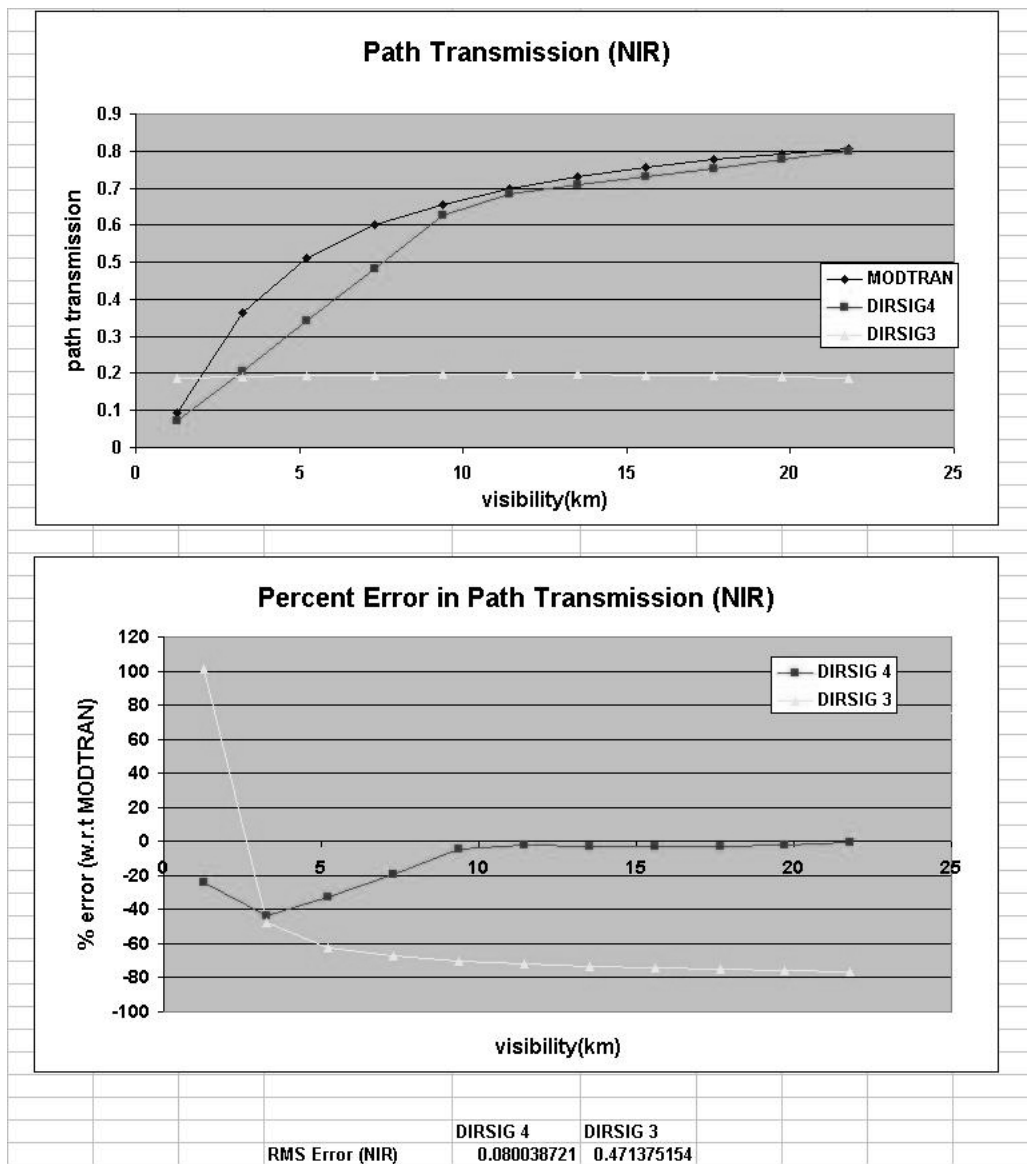 Path Transmission (NIR)
0.9
0.8
0.7
0.6
0.5
0.4
0.3
0.2
0.1
0
path transmission
0 5 10 15 20 25
visibility(km)
MODTRAN
DIRSIG4
DIRSIG3
Percent Error in Path Transmission (NIR)
120
100
80
60
40
20
0
-20
-40
-60
-80
-100
% error (w.r.t MODTRAN)
0 5 10 15 20 25
visibility(km)
DIRSIG 4
DIRSIG 3
DIRSIG 4 DIRSIG 3
RMS Error (NIR) 0.080038721 0.471375154